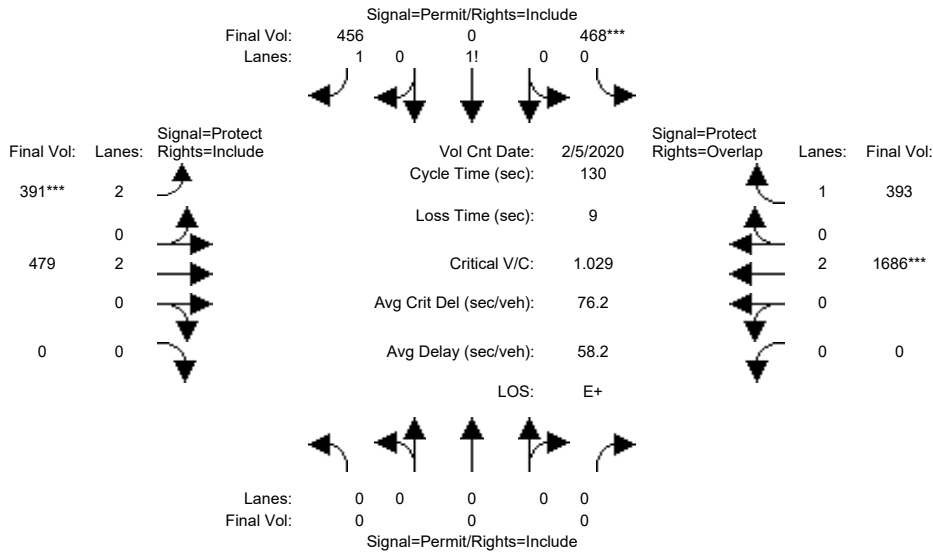 Signal=Permit/Rights=Include
Final Vol: 456 0 468***
Lanes: 1 0 1! 0 0
Signal=Protect Signal=Protect
Final Vol: Lanes: Rights=Include Vol Cnt Date: 2/5/2020 Rights=Overlap Lanes: Final Vol:
Cycle Time (sec): 130
391*** 2 1 393
Loss Time (sec): 9
0 0
479 2 Critical V/C: 1.029 2 1686***
0 Avg Crit Del (sec/veh): 76.2 0
0 0 Avg Delay (sec/veh): 58.2 0 0
LOS: E+
Lanes: 0 0 0 0 0
Final Vol: 0 0 0
Signal=Permit/Rights=Include